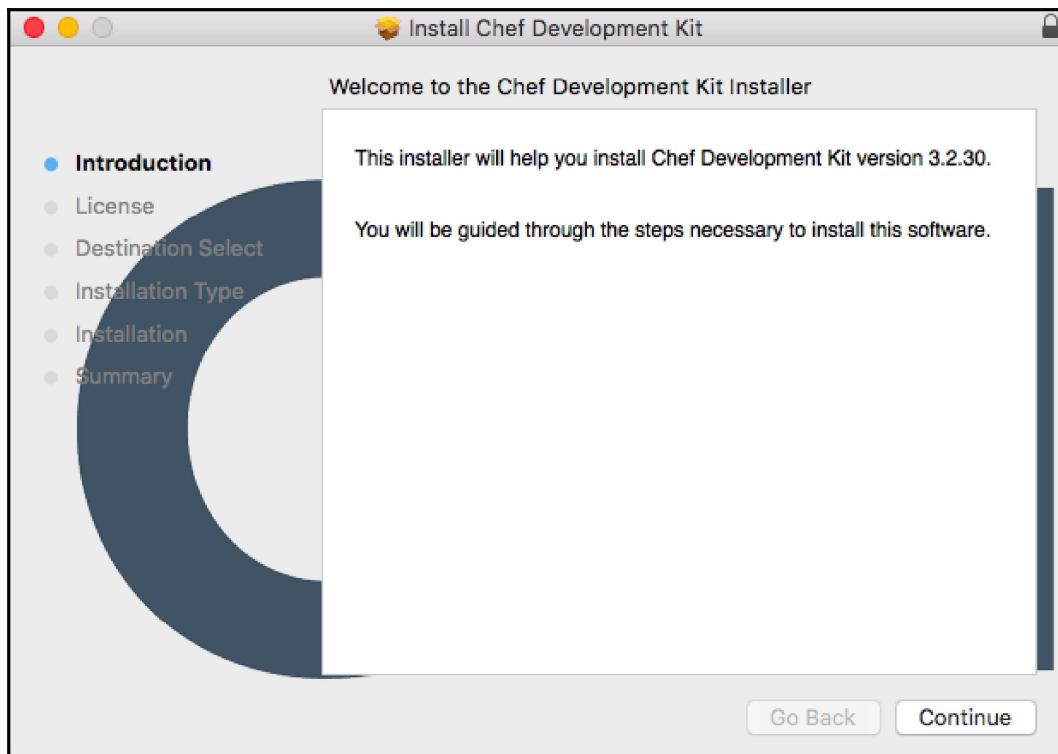 Install Chef Development Kit
Welcome to the Chef Development Kit Installer
Introduction
License
Destination Select
Installation Type
Installation
Summary
This installer will help you install Chef Development Kit version 3.2.30.
You will be guided through the steps necessary to install this software.
Go Back
Continue